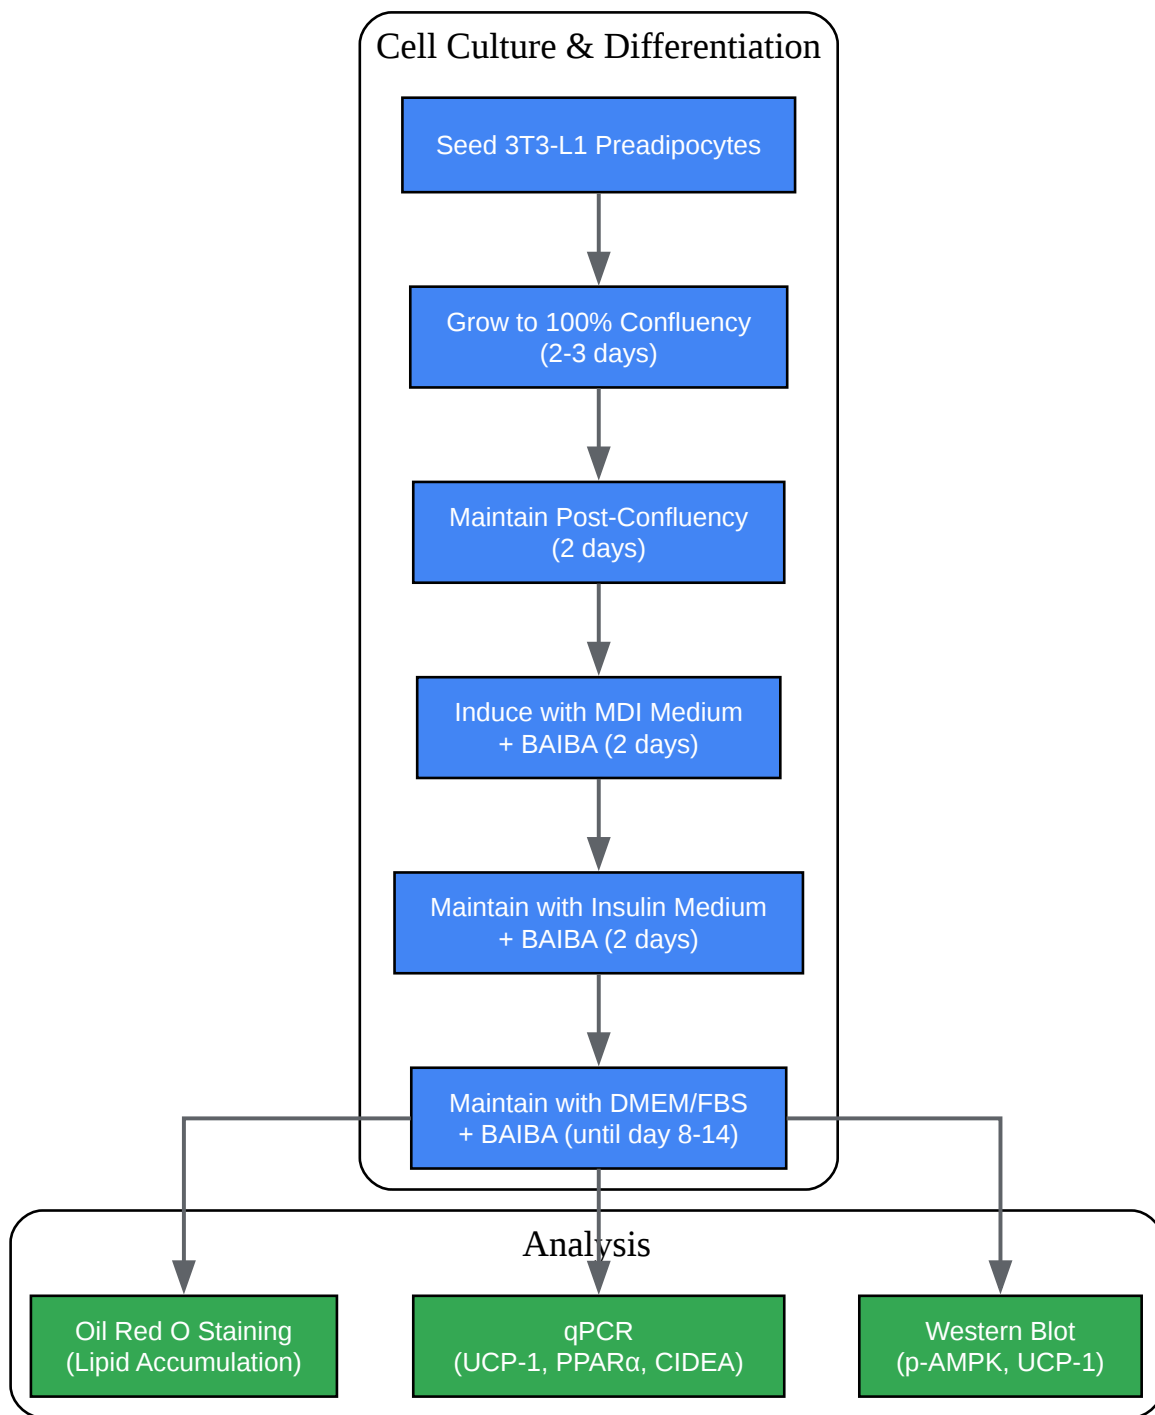 Cell Culture & Differentiation
Seed 3T3-L1 Preadipocytes
Grow to 100% Confluency
(2-3 days)
Maintain Post-Confluency
(2 days)
Induce with MDI Medium
+ BAIBA (2 days)
Maintain with Insulin Medium
+ BAIBA (2 days)
Maintain with DMEM/FBS
+ BAIBA (until day 8-14)
Analysis
Oil Red O Staining
(Lipid Accumulation)
qPCR
(UCP-1, PPARα, CIDEA)
Western Blot
(p-AMPK, UCP-1)